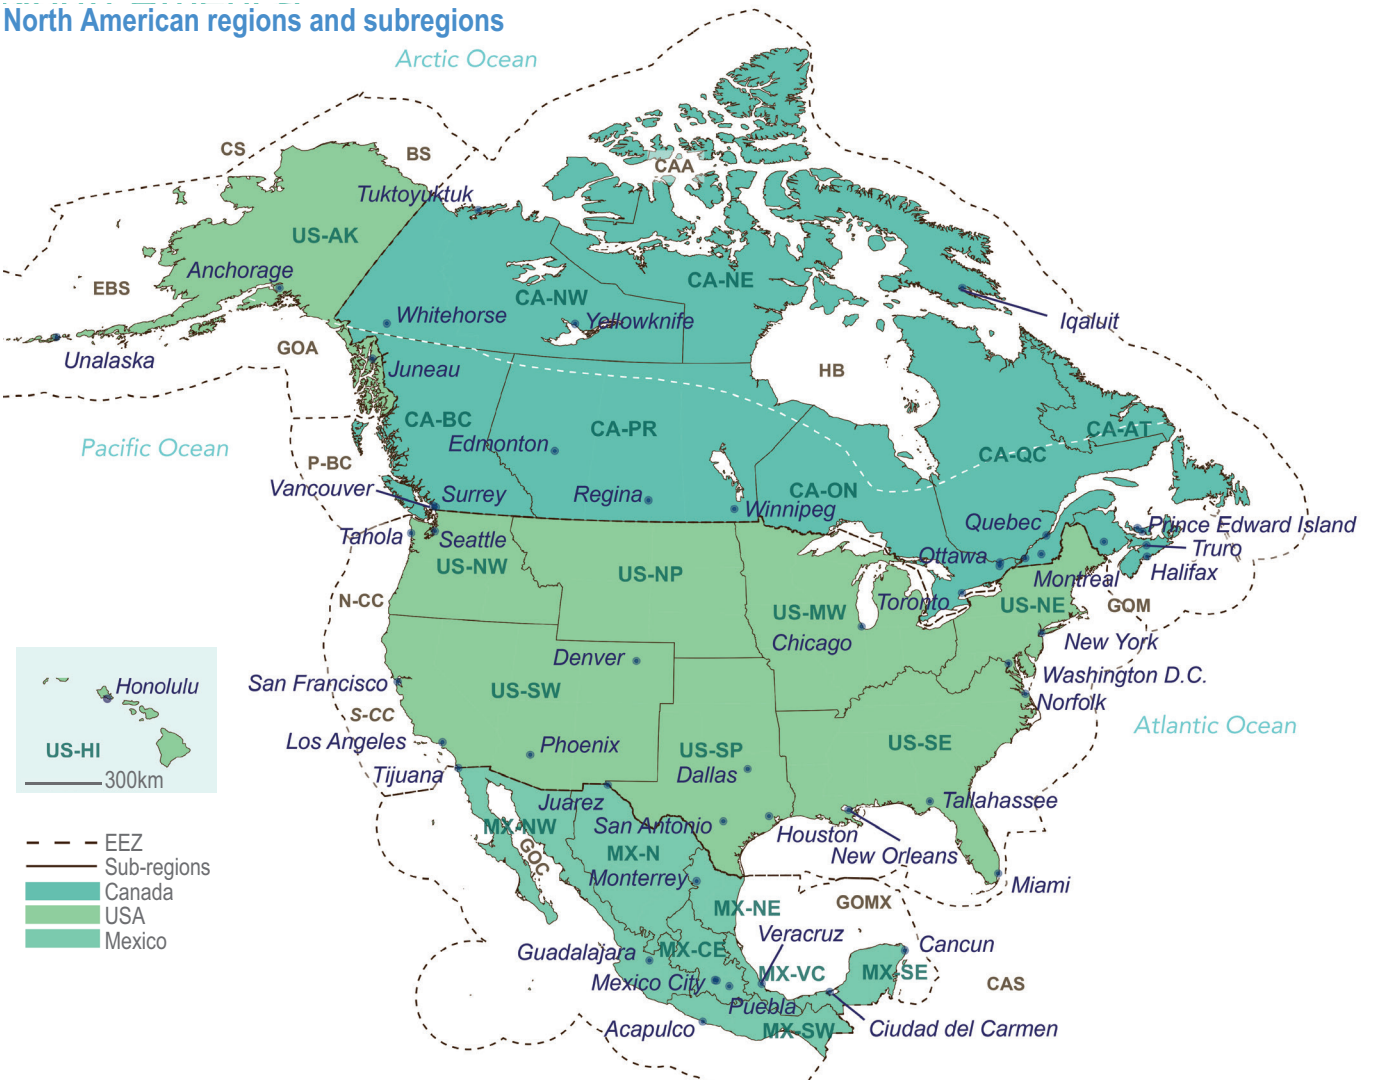 North American regions and subregions
Arctic Ocean
CS
BS
CAA
Tuktoyuktuk
US-AK
Anchorage
EBS
CA-NW
CA-NE
Whitehorse
Yellowknife
Iqaluit
Unalaska
GOA
Juneau
HB
Pacific Ocean
CA-BC
CA-PR
CA-AT
Edmonton
CA-QC
P-BC
Vancouver
Surrey
Regina
CA-ON
Winnipeg
Quebec
Prince Edward Island
Tahola
Seattle
Ottawa
Truro
US-NW
US-NP
Halifax
Montreal
N-CC
US-MW
Toronto
US-NE
GOM
Chicago
New York
Denver
Washington D.C.
San Francisco
US-SW
Norfolk
Honolulu
S-CC
Atlantic Ocean
US-HI
Los Angeles
Phoenix
US-SP
US-SE
300km
Tijuana
Dallas
Juarez
Tallahassee
MX-NW
San Antonio
Houston
EEZ
GOC
MX-N
New Orleans
Sub-regions
Monterrey
Miami
Canada
GOMX
USA
MX-NE
Mexico
Veracruz
Guadalajara
MX-CE
Cancun
Mexico City
MX-VC
MX-SE
CAS
Puebla
Acapulco
MX-SW
Ciudad del Carmen